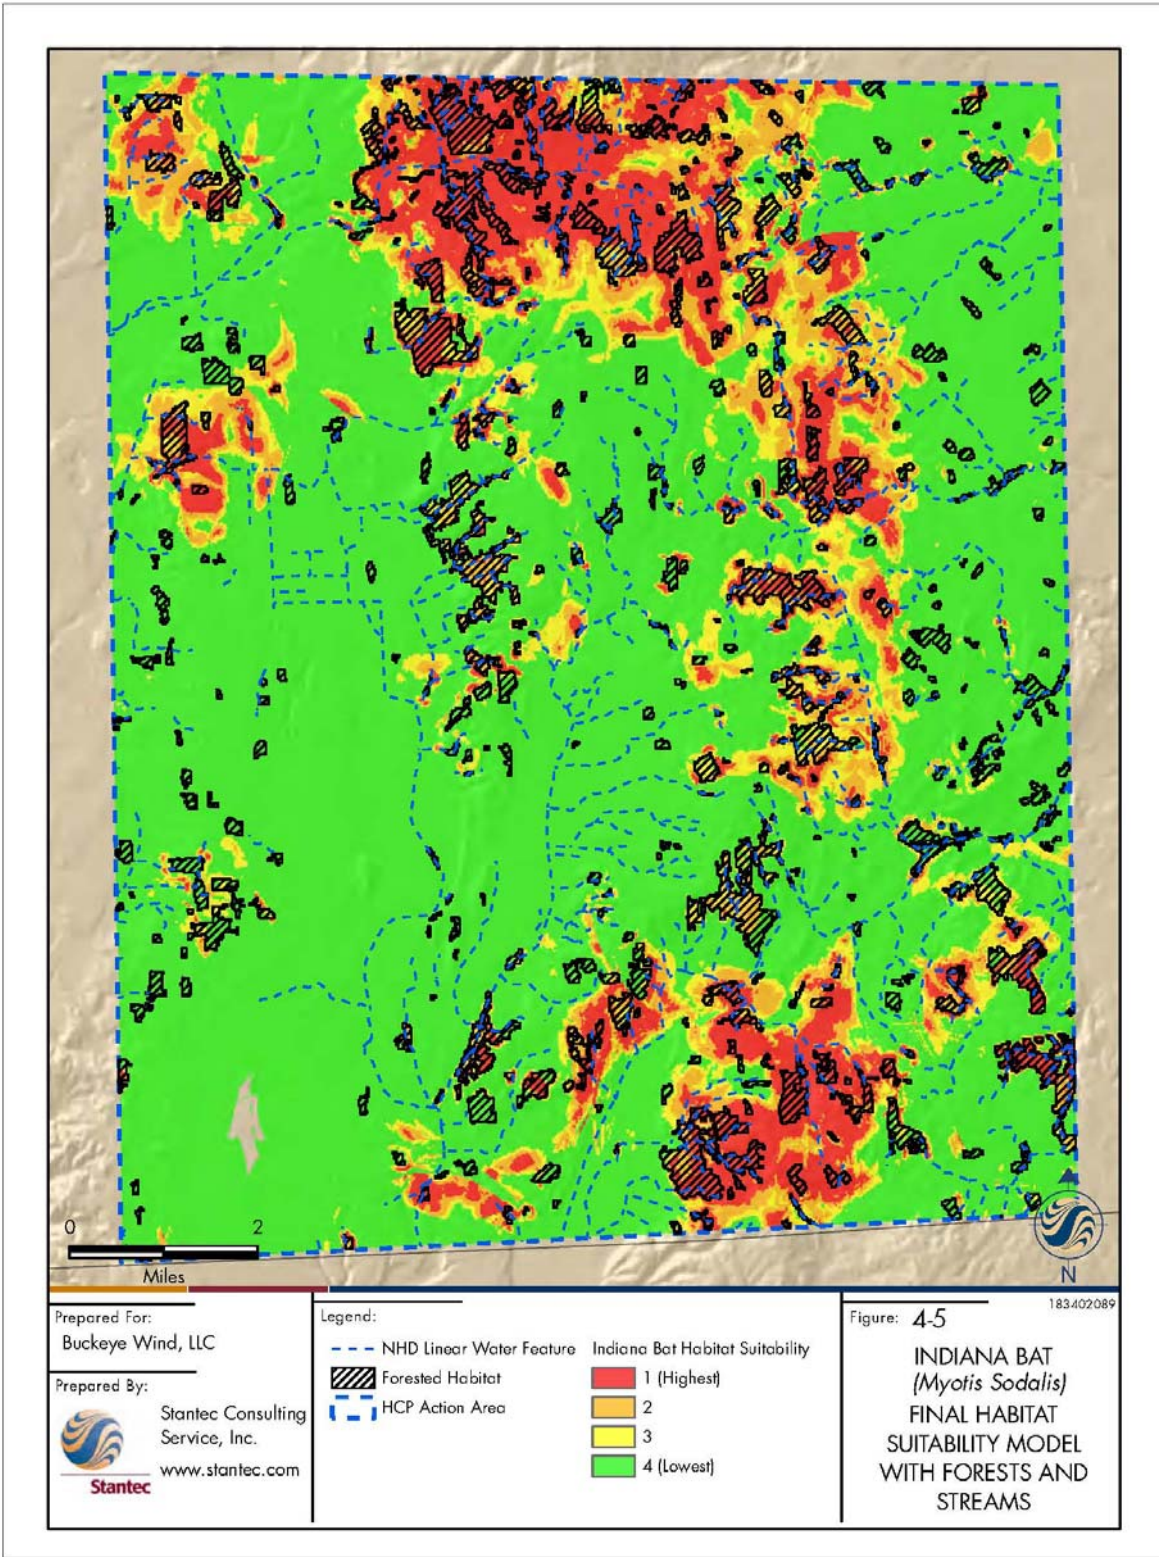 0 2
Miles
N
Prepared For:
Buckeye Wind, LLC
Prepared By:
Stantec Consulting
Service, Inc.
www.stantec.com
Stantec
Legend:
NHD Linear Water Feature
Forested Habitat
HCP Action Area
Indiana Bat Habitat Suitability
1 (Highest)
2
3
4 (Lowest)
183402089
Figure: 4-5
INDIANA BAT
(Myotis Sodalis)
FINAL HABITAT
SUITABILITY MODEL
WITH FORESTS AND
STREAMS